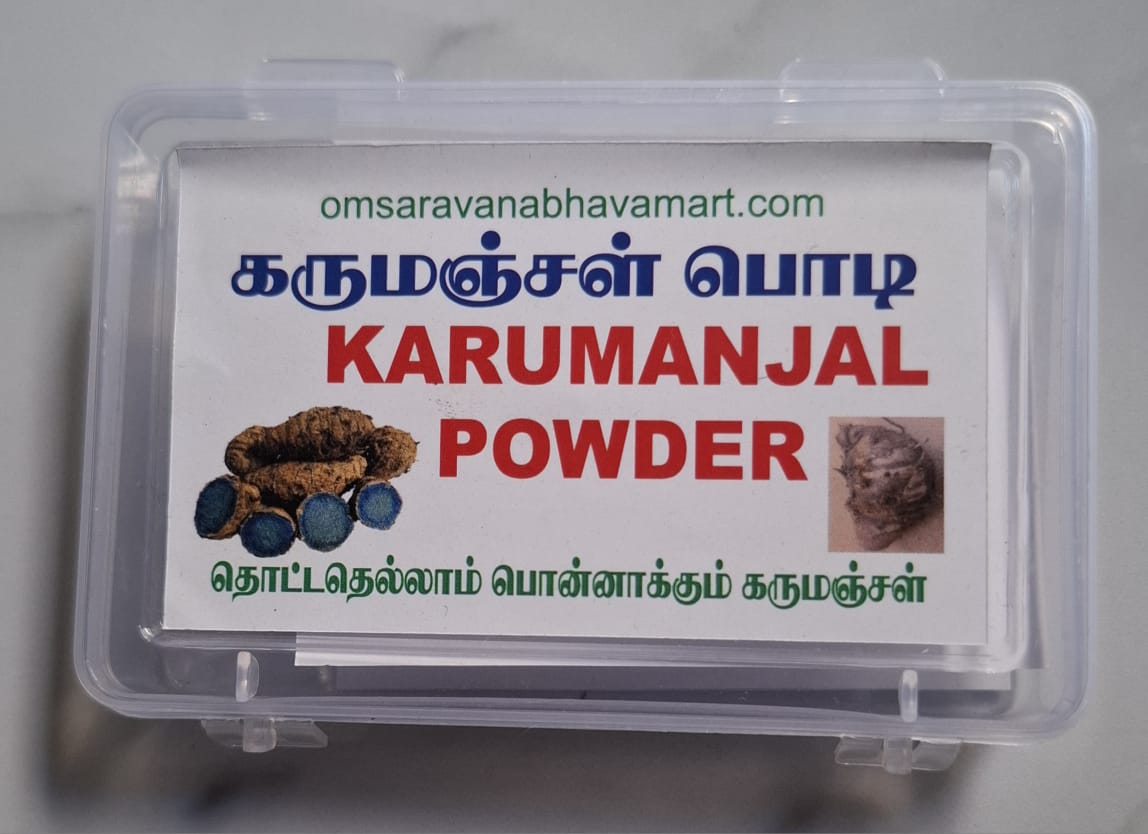 omsaravanabhavamart.com
கருமஞ்சள் பொடி
KARUMANJAL
POWDER
தொட்டதெல்லாம் பொன்னாக்கும் கருமஞ்சள்